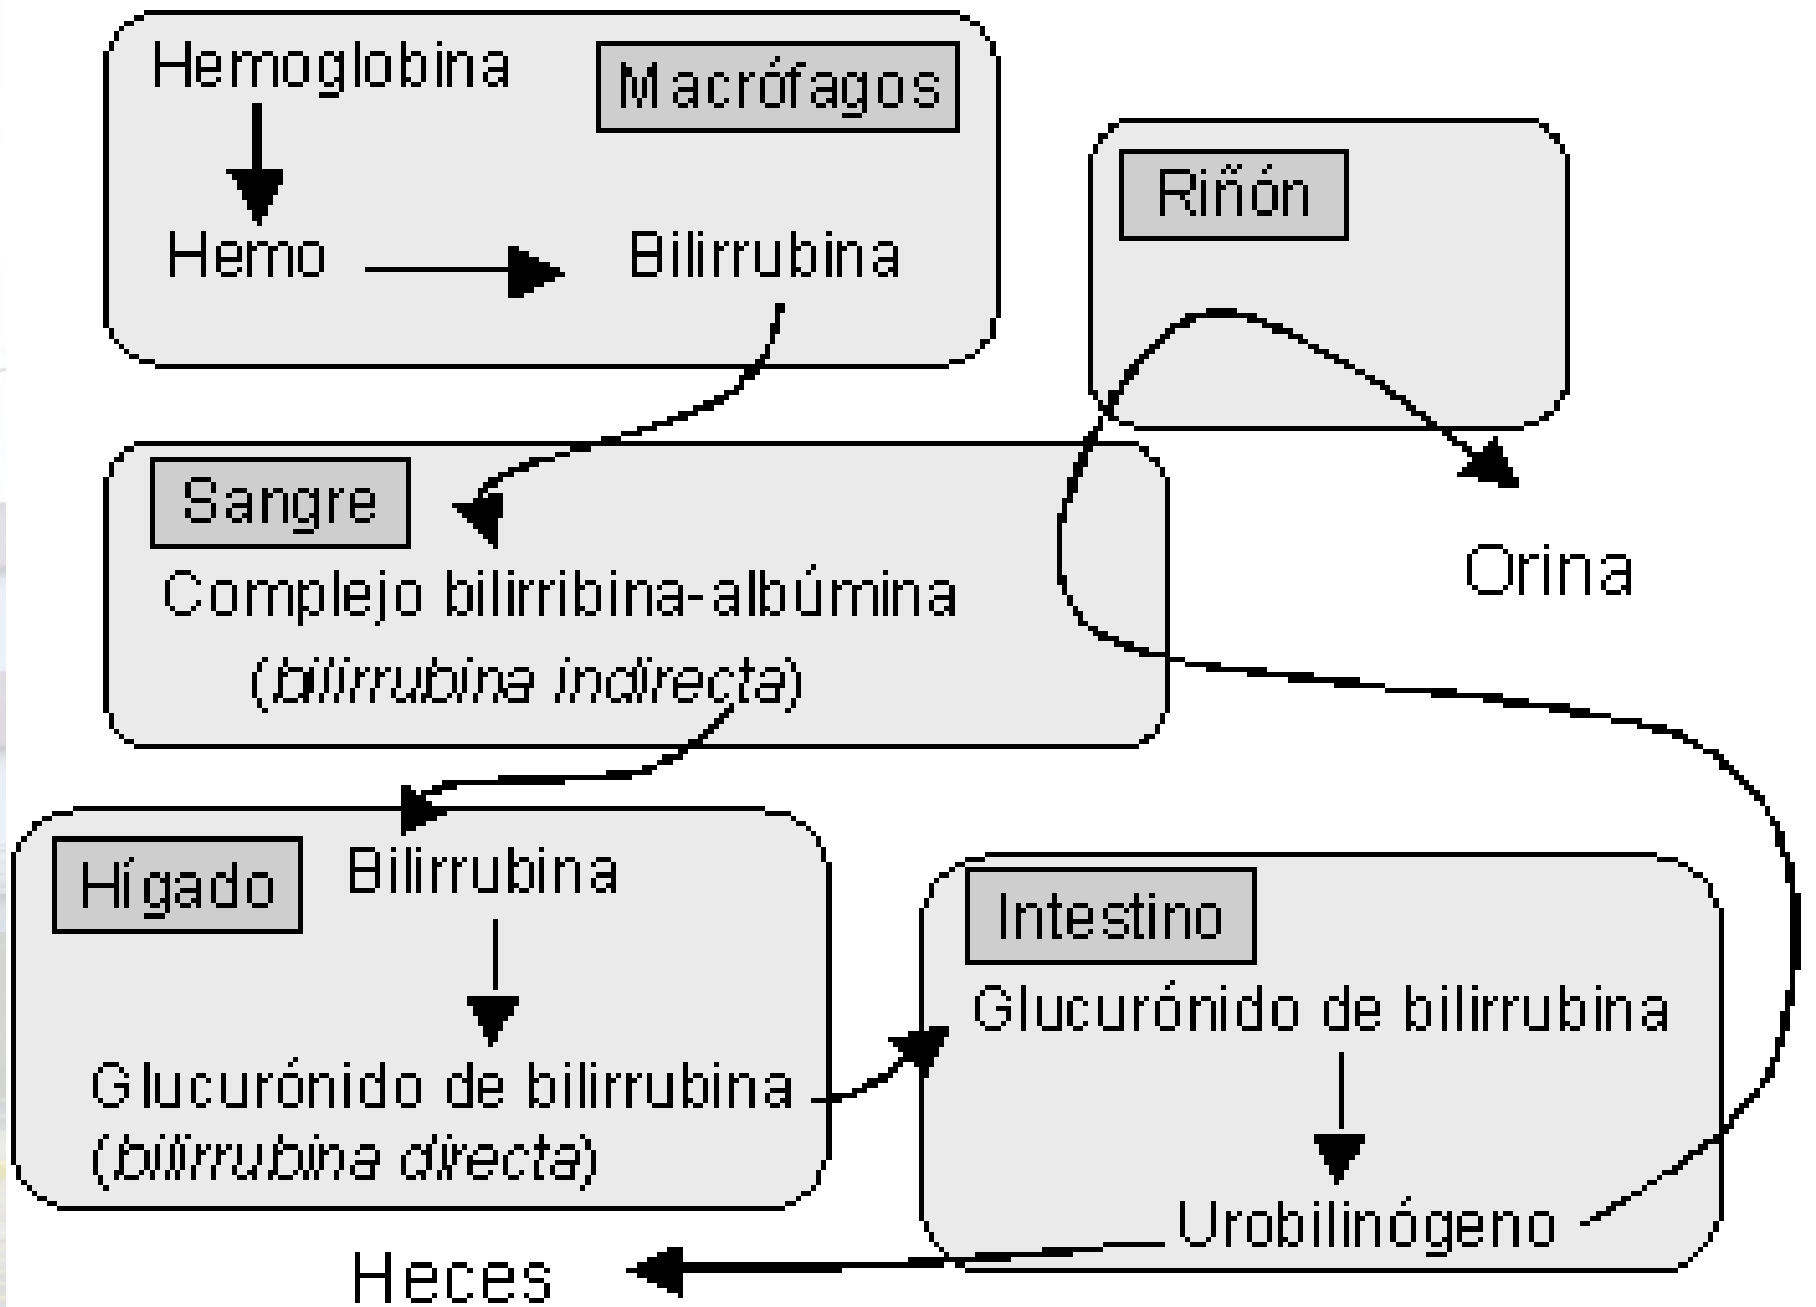 Hemoglobina
Macrófagos
Hemo
Bilirrubina
Riñón
Sangre
Complejo bilirribina-albúmina
(bilirrubina indirecta)
Orina
Hígado
Bilirrubina
Glucurónido de bilirrubina
(bilirrubina directa)
Intestino
Glucurónido de bilirrubina
Urobilinógeno
Heces